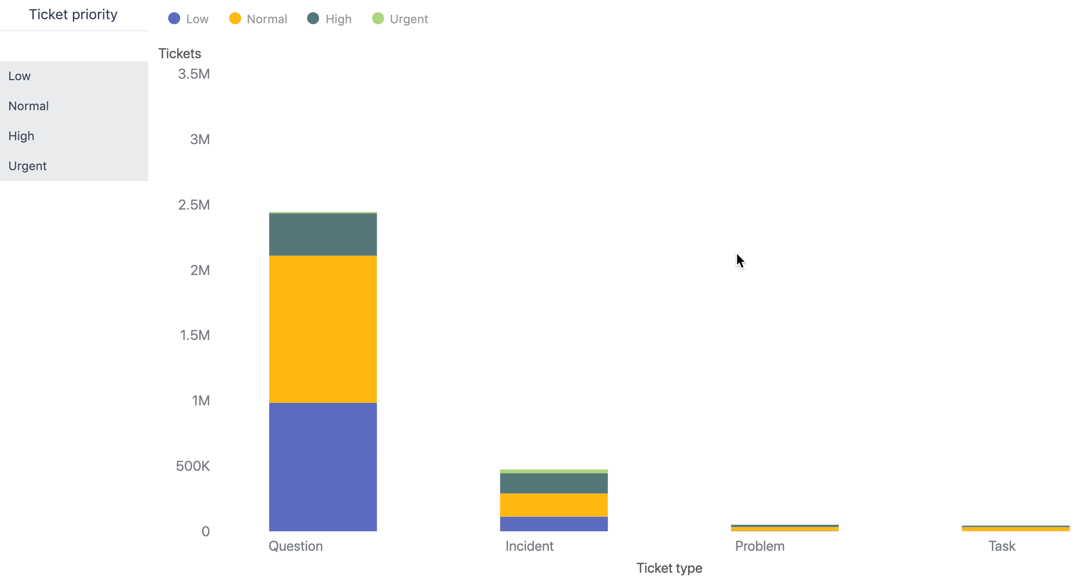 Ticket priority
Low
Normal
High
Urgent
Low Normal High Urgent
Tickets
3.5M
3M
2.5M
2M
1.5M
1M
500K
0
Question Incident Problem Task
Ticket type